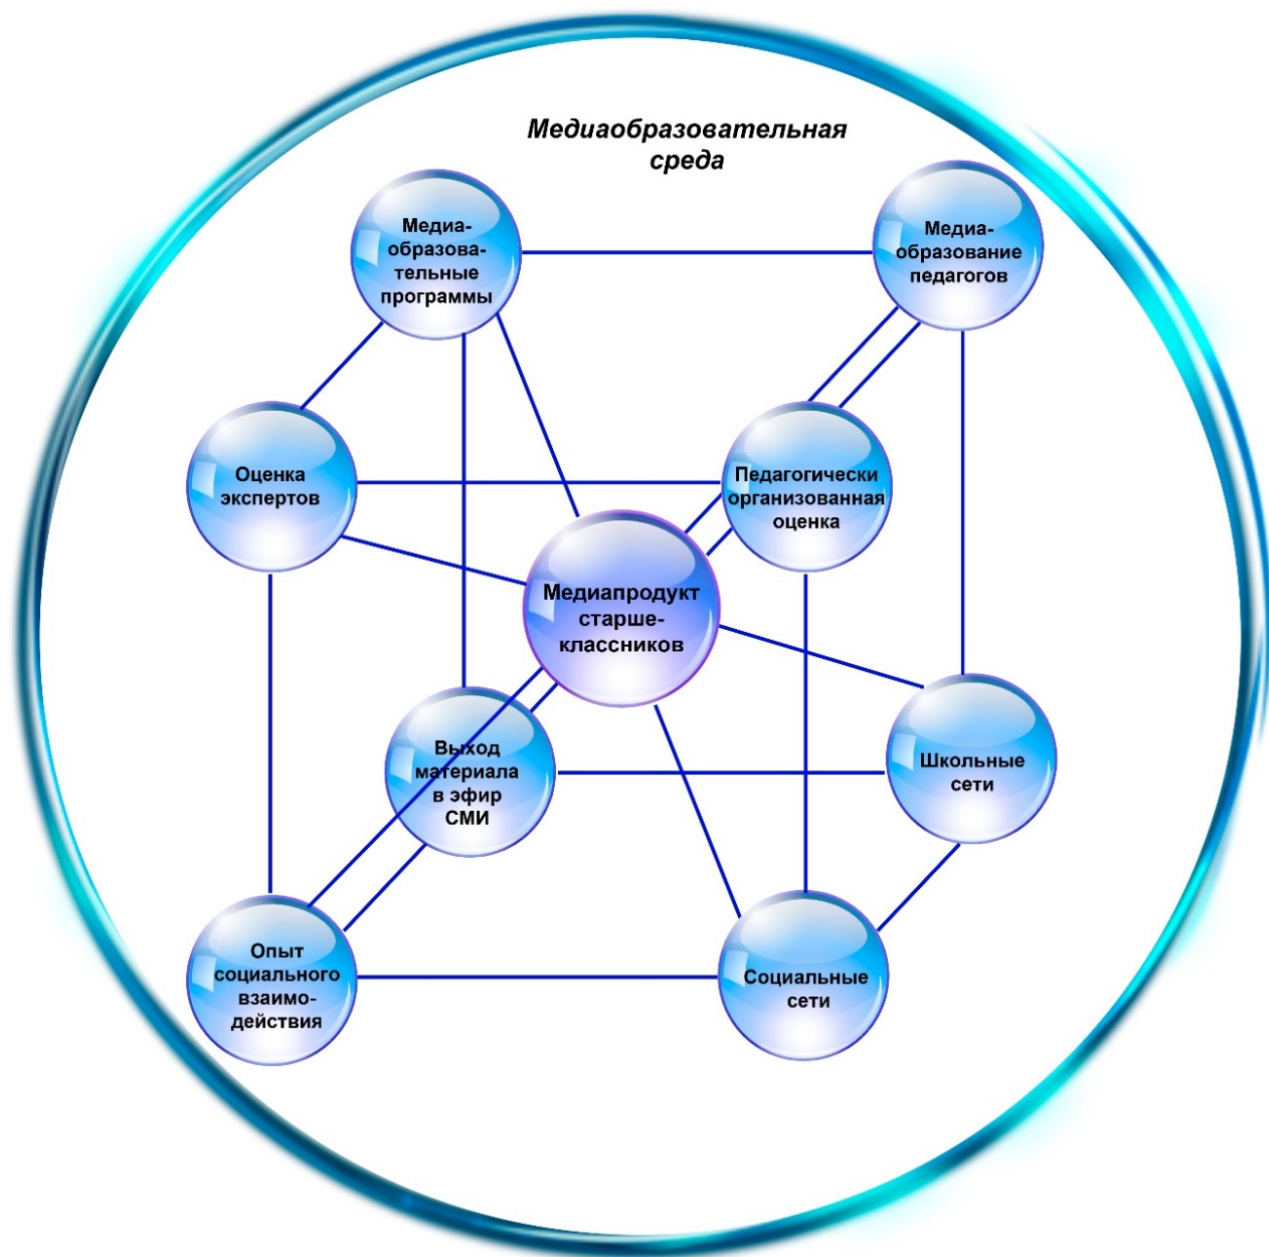 Медиаобразовательная
среда
Медиа-
образова-
тельные
программы
Медиа-
образование
педагогов
Оценка
экспертов
Педагогически
организованная
оценка
Медиапродукт
старше-
классников
Выход
материала
в эфир
СМИ
Школьные
сети
Опыт
социального
взаимо-
действия
Социальные
сети